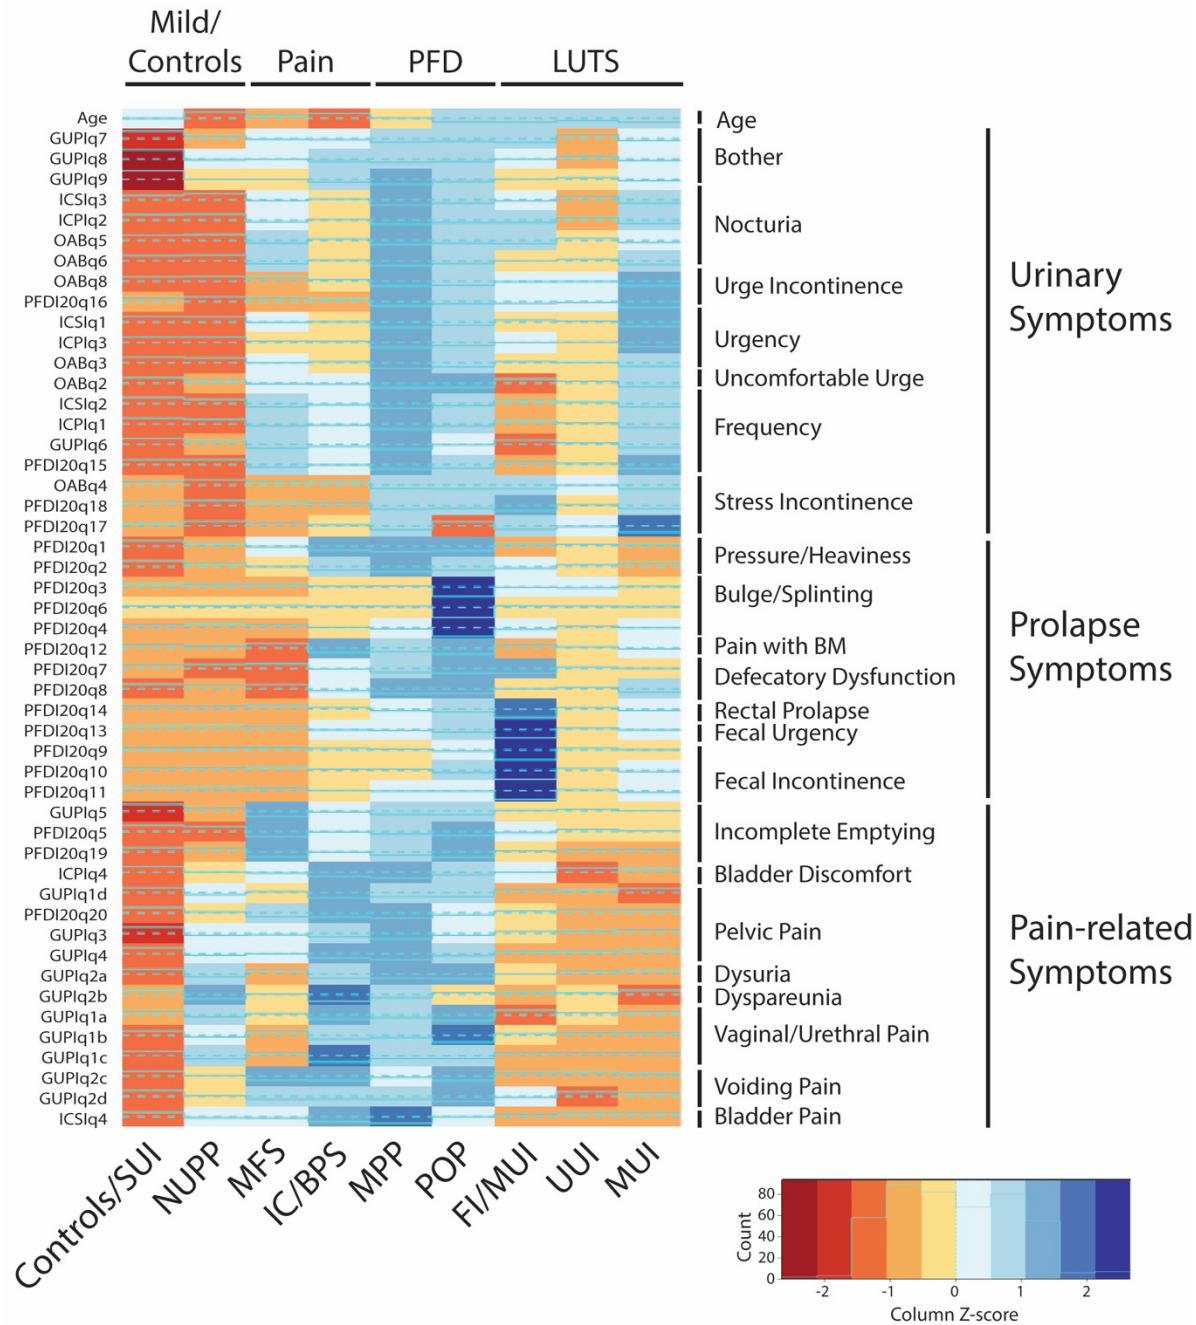 Mild/
Controls Pain PFD LUTS
Age Age
GUPIq7
GUPIq8 Bother
GUPIq9
ICSIq3
ICPIq2 Nocturia
OABq5
OABq6
OABq8 Urge Incontinence
PFDI20q16
ICSIq1
ICPIq3 Urgency
OABq3
OABq2 Uncomfortable Urge
ICSIq2
ICPIq1 Frequency
GUPIq6
PFDI20q15
OABq4
PFDI20q18 Stress Incontinence
PFDI20q17
Urinary
Symptoms
PFDI20q1 Pressure/Heaviness
PFDI20q2
PFDI20q3 Bulge/Splinting
PFDI20q6
PFDI20q4
PFDI20q12 Pain with BM
PFDI20q7 Defecatory Dysfunction
PFDI20q8
PFDI20q14 Rectal Prolapse
PFDI20q13 Fecal Urgency
PFDI20q9
PFDI20q10 Fecal Incontinence
PFDI20q11
Prolapse
Symptoms
GUPIq5
PFDI20q5 Incomplete Emptying
PFDI20q19
ICPIq4 Bladder Discomfort
GUPIq1d
PFDI20q20
GUPIq3 Pelvic Pain
GUPIq4
GUPIq2a Dysuria
GUPIq2b Dyspareunia
GUPIq1a
GUPIq1b Vaginal/Urethral Pain
GUPIq1c
GUPIq2c
GUPIq2d Voiding Pain
ICSIq4 Bladder Pain
Pain-related
Symptoms
Controls/SUI NUPP MFS IC/BPS MPP POP FI/MUI UUI MUI
80
60
40
20
0
Count
-2 -1 0 1 2
Column Z-score